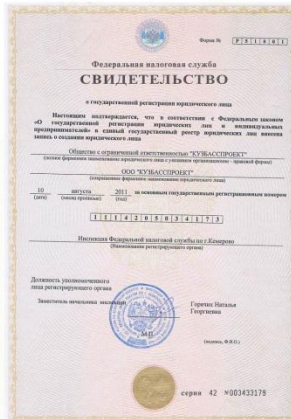 Форма № Р51001
Федеральная налоговая служба
СВИДЕТЕЛЬСТВО
о государственной регистрации юридического лица
Настоящим подтверждается, что в соответствии с Федеральным законом
«О государственной регистрации юридических лиц и индивидуальных
предпринимателей» в единый государственный реестр юридических лиц внесена
запись о создании юридического лица
Общество с ограниченной ответственностью "КУЗБАССПРОЕКТ"
(полное фирменное наименование юридического лица с указанием организационно - правовой формы)
ООО "КУЗБАССПРОЕКТ"
(сокращенное фирменное наименование юридического лица)
10 августа 2011 за основным государственным регистрационным номером
(дата) (месяц прописью) (год)
1114205034173
Инспекция Федеральной налоговой службы по г.Кемерово
(Наименование регистрирующего органа)
Должность уполномоченного
лица регистрирующего органа
Заместитель начальника инспекции
Горячих Наталья
Георгиевна
М.П.
(подпись, Ф.И.О.)
серия 42 №003433179